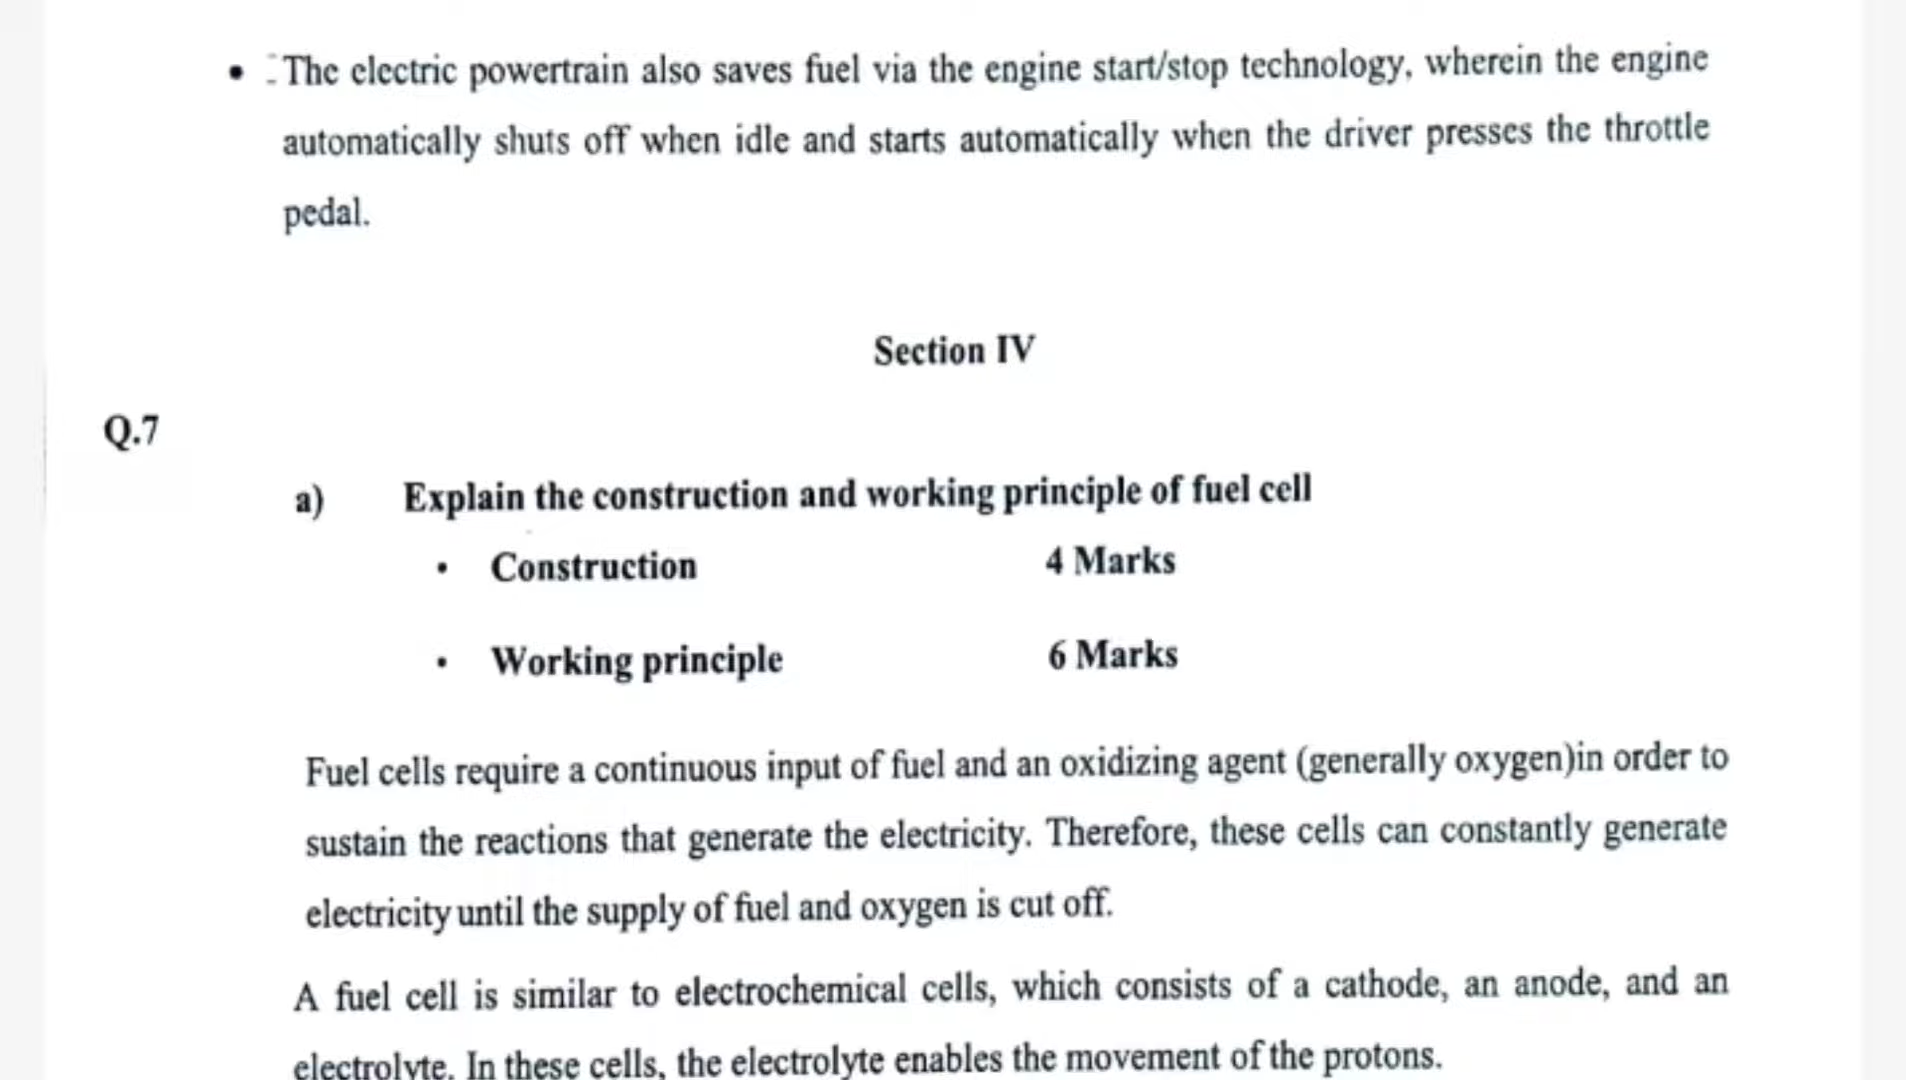 • The electric powertrain also saves fuel via the engine start/stop technology, wherein the engine
automatically shuts off when idle and starts automatically when the driver presses the throttle
pedal.
Section IV
Q.7
a) Explain the construction and working principle of fuel cell
• Construction 4 Marks
• Working principle 6 Marks
Fuel cells require a continuous input of fuel and an oxidizing agent (generally oxygen)in order to
sustain the reactions that generate the electricity. Therefore, these cells can constantly generate
electricity until the supply of fuel and oxygen is cut off.
A fuel cell is similar to electrochemical cells, which consists of a cathode, an anode, and an
electrolyte. In these cells, the electrolyte enables the movement of the protons.